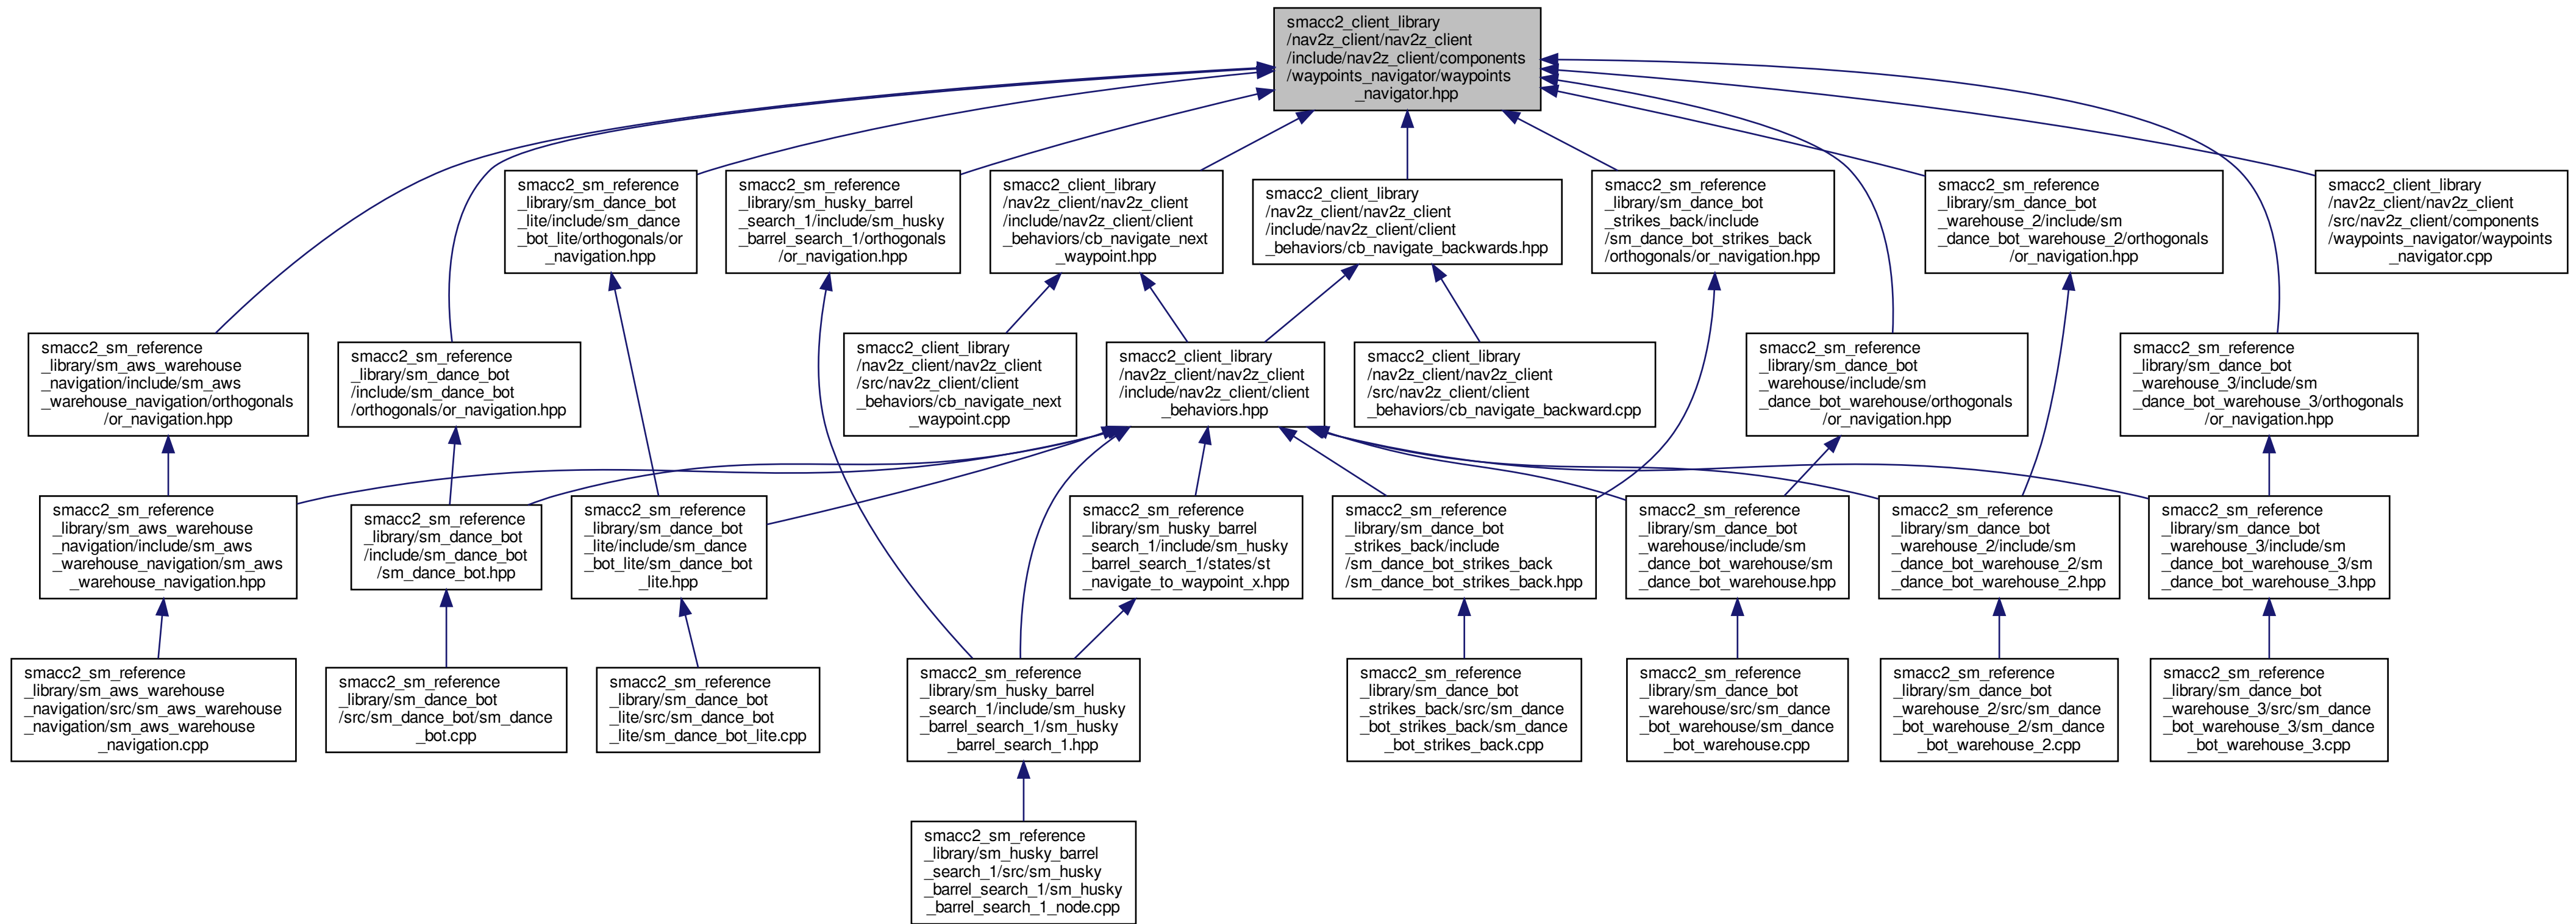 smacc2_client_library
/nav2z_client/nav2z_client
/include/nav2z_client/components
/waypoints_navigator/waypoints
_navigator.hpp
smacc2_sm_reference
_library/sm_dance_bot
_lite/include/sm_dance
_bot_lite/orthogonals/or
_navigation.hpp
smacc2_sm_reference
_library/sm_husky_barrel
_search_1/include/sm_husky
_barrel_search_1/orthogonals
/or_navigation.hpp
smacc2_client_library
/nav2z_client/nav2z_client
/include/nav2z_client/client
_behaviors/cb_navigate_next
_waypoint.hpp
smacc2_client_library
/nav2z_client/nav2z_client
/include/nav2z_client/client
_behaviors/cb_navigate_backwards.hpp
smacc2_sm_reference
_library/sm_dance_bot
_strikes_back/include
/sm_dance_bot_strikes_back
/orthogonals/or_navigation.hpp
smacc2_sm_reference
_library/sm_dance_bot
_warehouse_2/include/sm
_dance_bot_warehouse_2/orthogonals
/or_navigation.hpp
smacc2_client_library
/nav2z_client/nav2z_client
/src/nav2z_client/components
/waypoints_navigator/waypoints
_navigator.cpp
smacc2_sm_reference
_library/sm_aws_warehouse
_navigation/include/sm_aws
_warehouse_navigation/orthogonals
/or_navigation.hpp
smacc2_sm_reference
_library/sm_dance_bot
/include/sm_dance_bot
/orthogonals/or_navigation.hpp
smacc2_client_library
/nav2z_client/nav2z_client
/src/nav2z_client/client
_behaviors/cb_navigate_next
_waypoint.cpp
smacc2_client_library
/nav2z_client/nav2z_client
/include/nav2z_client/client
_behaviors.hpp
smacc2_client_library
/nav2z_client/nav2z_client
/src/nav2z_client/client
_behaviors/cb_navigate_backward.cpp
smacc2_sm_reference
_library/sm_dance_bot
_warehouse/include/sm
_dance_bot_warehouse/orthogonals
/or_navigation.hpp
smacc2_sm_reference
_library/sm_dance_bot
_warehouse_3/include/sm
_dance_bot_warehouse_3/orthogonals
/or_navigation.hpp
smacc2_sm_reference
_library/sm_aws_warehouse
_navigation/include/sm_aws
_warehouse_navigation/sm_aws
_warehouse_navigation.hpp
smacc2_sm_reference
_library/sm_dance_bot
/include/sm_dance_bot
/sm_dance_bot.hpp
smacc2_sm_reference
_library/sm_dance_bot
_lite/include/sm_dance
_bot_lite/sm_dance_bot
_lite.hpp
smacc2_sm_reference
_library/sm_husky_barrel
_search_1/include/sm_husky
_barrel_search_1/states/st
_navigate_to_waypoint_x.hpp
smacc2_sm_reference
_library/sm_dance_bot
_strikes_back/include
/sm_dance_bot_strikes_back
/sm_dance_bot_strikes_back.hpp
smacc2_sm_reference
_library/sm_dance_bot
_warehouse/include/sm
_dance_bot_warehouse/sm
_dance_bot_warehouse.hpp
smacc2_sm_reference
_library/sm_dance_bot
_warehouse_2/include/sm
_dance_bot_warehouse_2/sm
_dance_bot_warehouse_2.hpp
smacc2_sm_reference
_library/sm_dance_bot
_warehouse_3/include/sm
_dance_bot_warehouse_3/sm
_dance_bot_warehouse_3.hpp
smacc2_sm_reference
_library/sm_aws_warehouse
_navigation/src/sm_aws_warehouse
_navigation/sm_aws_warehouse
_navigation.cpp
smacc2_sm_reference
_library/sm_dance_bot
/src/sm_dance_bot/sm_dance
_bot.cpp
smacc2_sm_reference
_library/sm_dance_bot
_lite/src/sm_dance_bot
_lite/sm_dance_bot_lite.cpp
smacc2_sm_reference
_library/sm_husky_barrel
_search_1/include/sm_husky
_barrel_search_1/sm_husky
_barrel_search_1.hpp
smacc2_sm_reference
_library/sm_dance_bot
_strikes_back/src/sm_dance
_bot_strikes_back/sm_dance
_bot_strikes_back.cpp
smacc2_sm_reference
_library/sm_dance_bot
_warehouse/src/sm_dance
_bot_warehouse/sm_dance
_bot_warehouse.cpp
smacc2_sm_reference
_library/sm_dance_bot
_warehouse_2/src/sm_dance
_bot_warehouse_2/sm_dance
_bot_warehouse_2.cpp
smacc2_sm_reference
_library/sm_dance_bot
_warehouse_3/src/sm_dance
_bot_warehouse_3/sm_dance
_bot_warehouse_3.cpp
smacc2_sm_reference
_library/sm_husky_barrel
_search_1/src/sm_husky
_barrel_search_1/sm_husky
_barrel_search_1_node.cpp